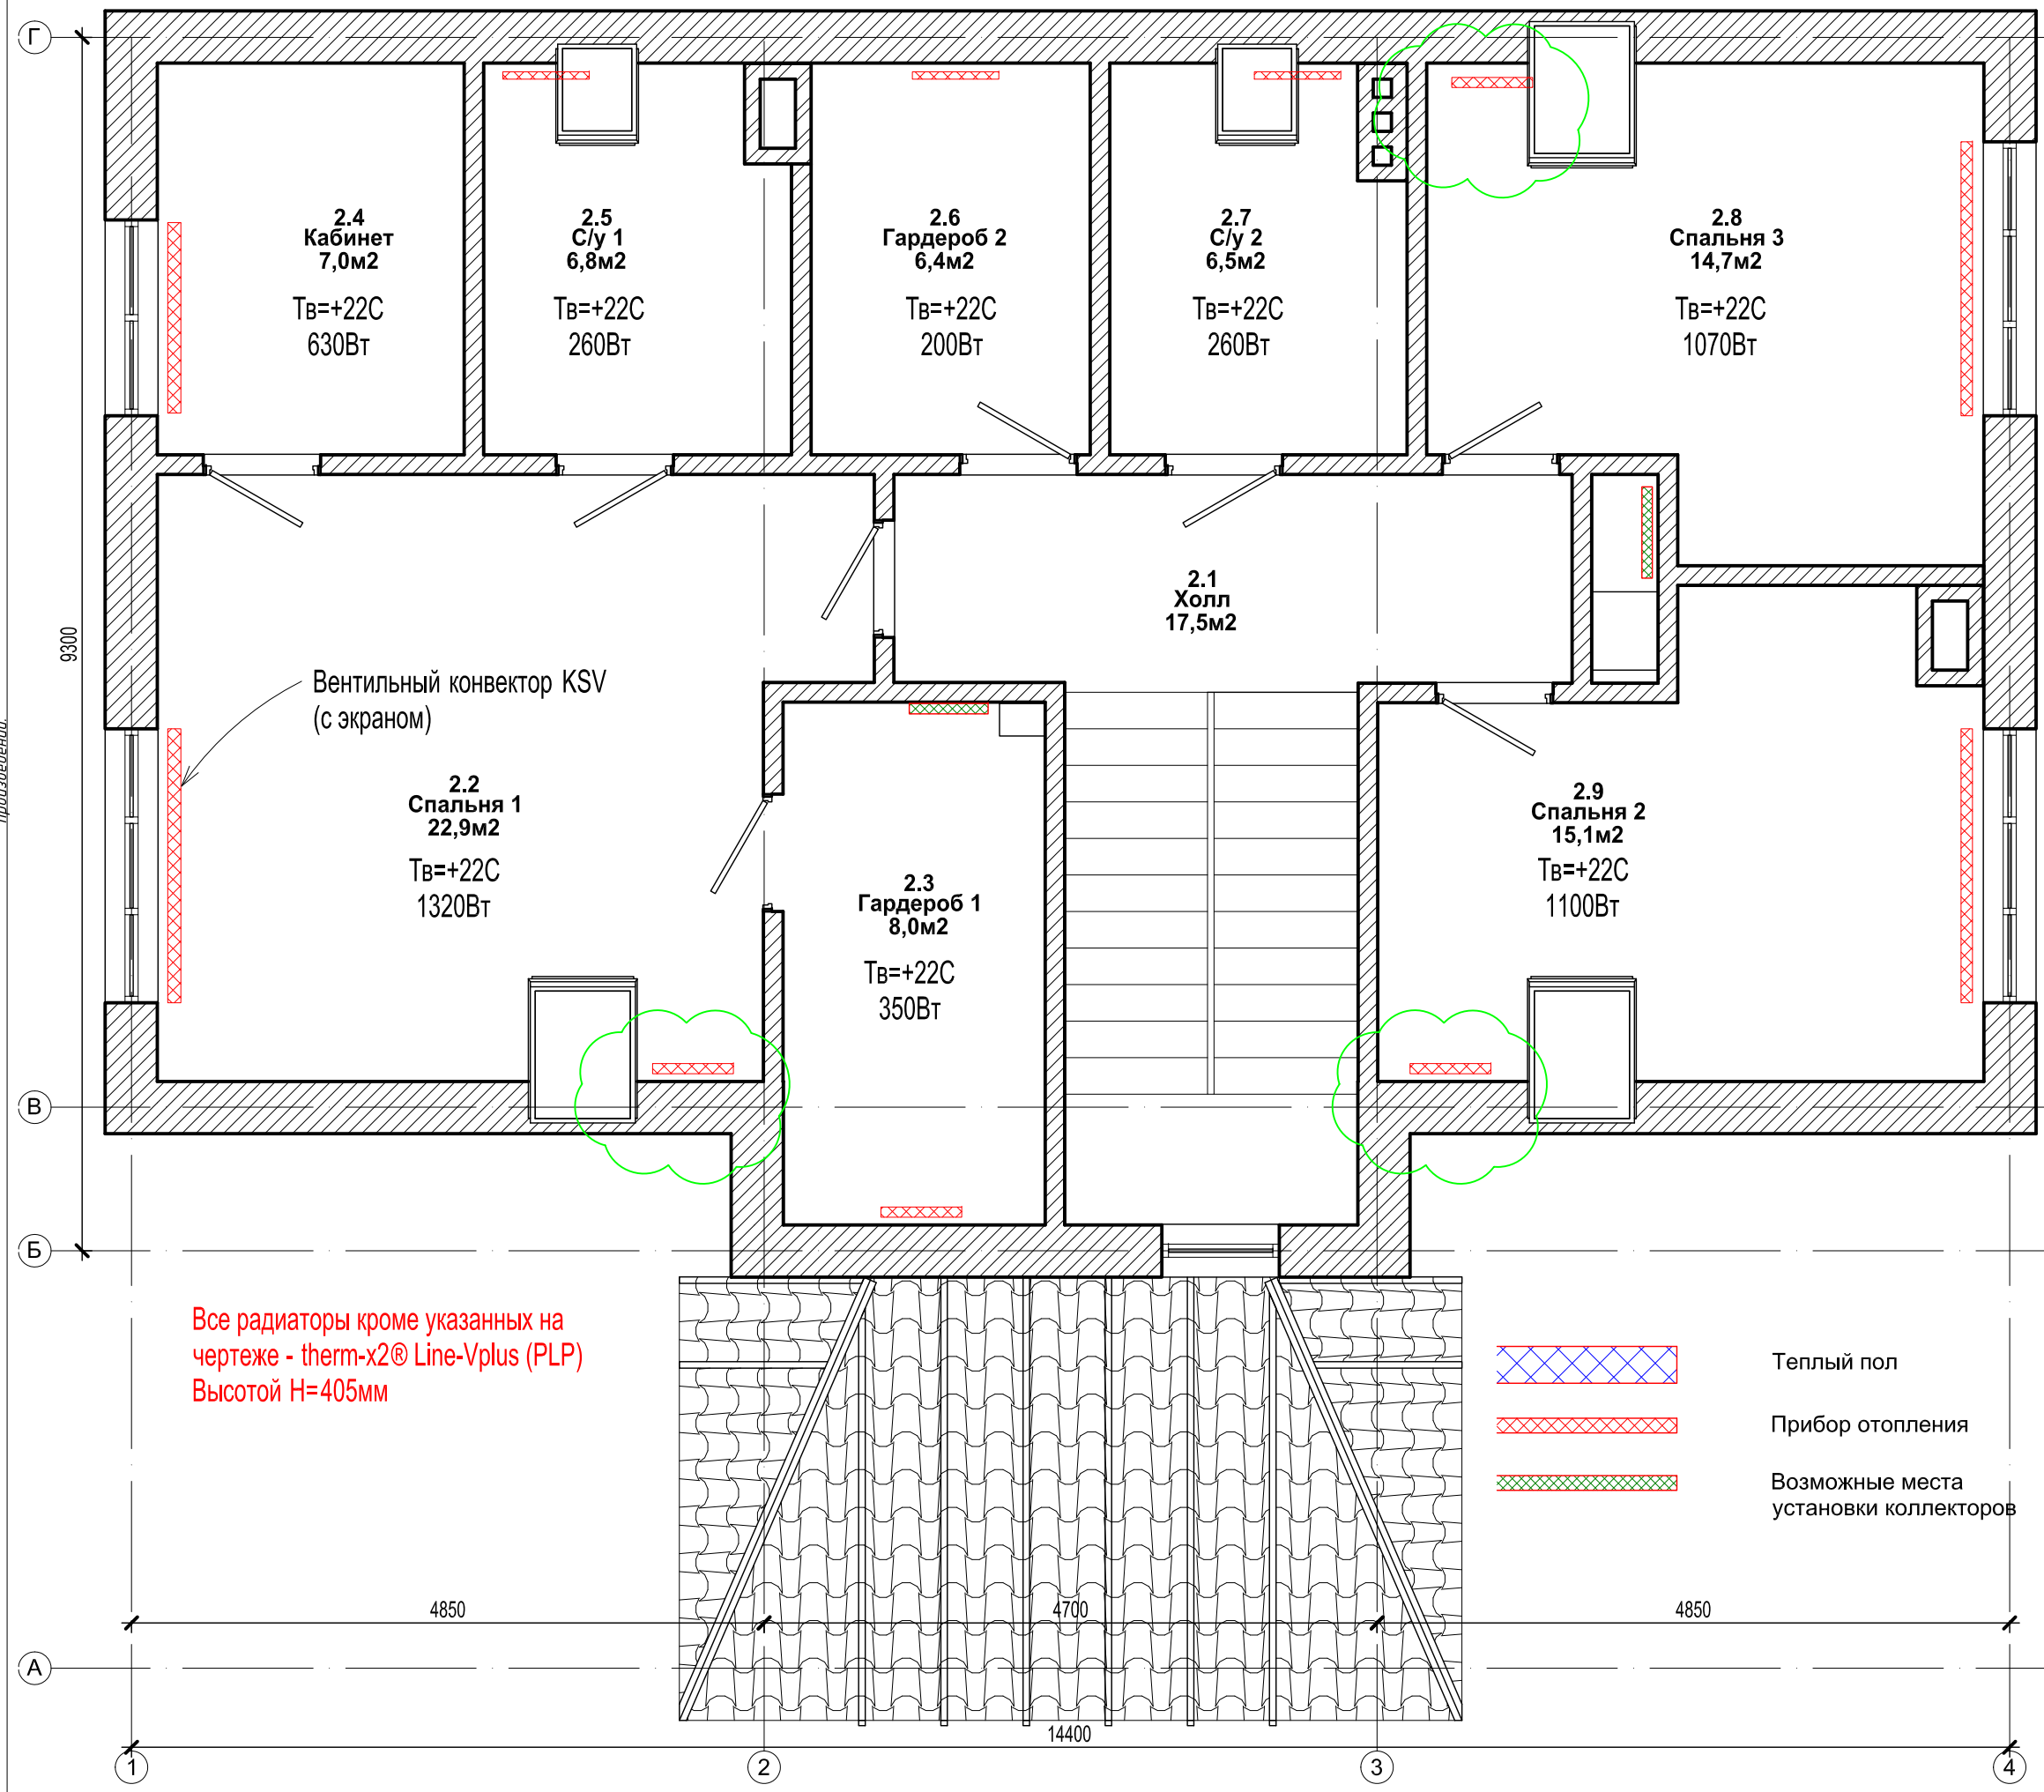 Г
2.4
Кабинет
7,0м2
Тв=+22С
630Вт
2.5
С/у 1
6,8м2
Тв=+22С
260Вт
2.6
Гардероб 2
6,4м2
Тв=+22С
200Вт
2.7
С/у 2
6,5м2
Тв=+22С
260Вт
2.8
Спальня 3
14,7м2
Тв=+22С
1070Вт
2.1
Холл
17,5м2
9300
Вентильный конвектор KSV
(с экраном)
2.2
Спальня 1
22,9м2
Тв=+22С
1320Вт
2.3
Гардероб 1
8,0м2
Тв=+22С
350Вт
2.9
Спальня 2
15,1м2
Тв=+22С
1100Вт
В
Б
Все радиаторы кроме указанных на
чертеже - therm-x2® Line-Vplus (PLP)
Высотой H=405мм
Теплый пол
Прибор отопления
Возможные места
установки коллекторов
4850
4700
4850
А
14400
1
2
3
4